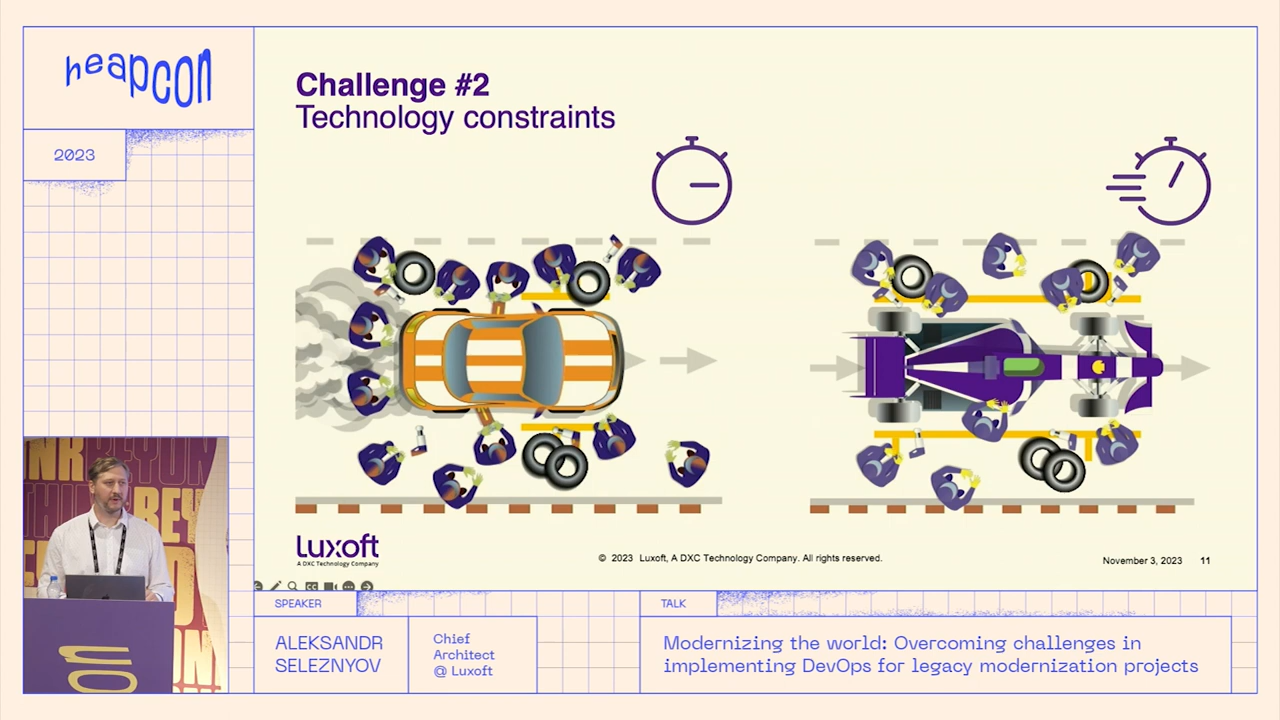 heapcon
2023
Challenge #2
Technology constraints
Luxoft
A DXC Technology Company
© 2023 Luxoft, A DXC Technology Company. All rights reserved.
November 3, 2023
11
SPEAKER
ALEKSANDR
SELEZNYOV
Chief
Architect
@ Luxoft
TALK
Modernizing the world: Overcoming challenges in
implementing DevOps for legacy modernization projects